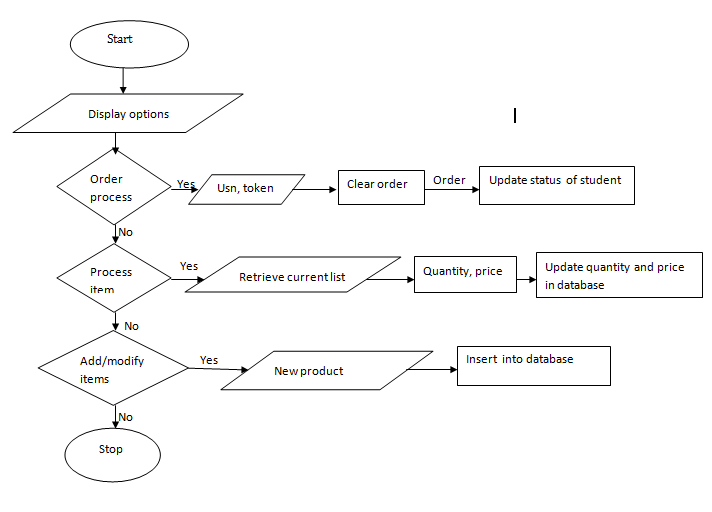 Start
Display options
Order
process
Yes
Usn, token
Clear order
Order
Update status of student
No
Process
item
Yes
Retrieve current list
Quantity, price
Update quantity and price
in database
No
Add/modify
items
Yes
New product
Insert into database
No
Stop